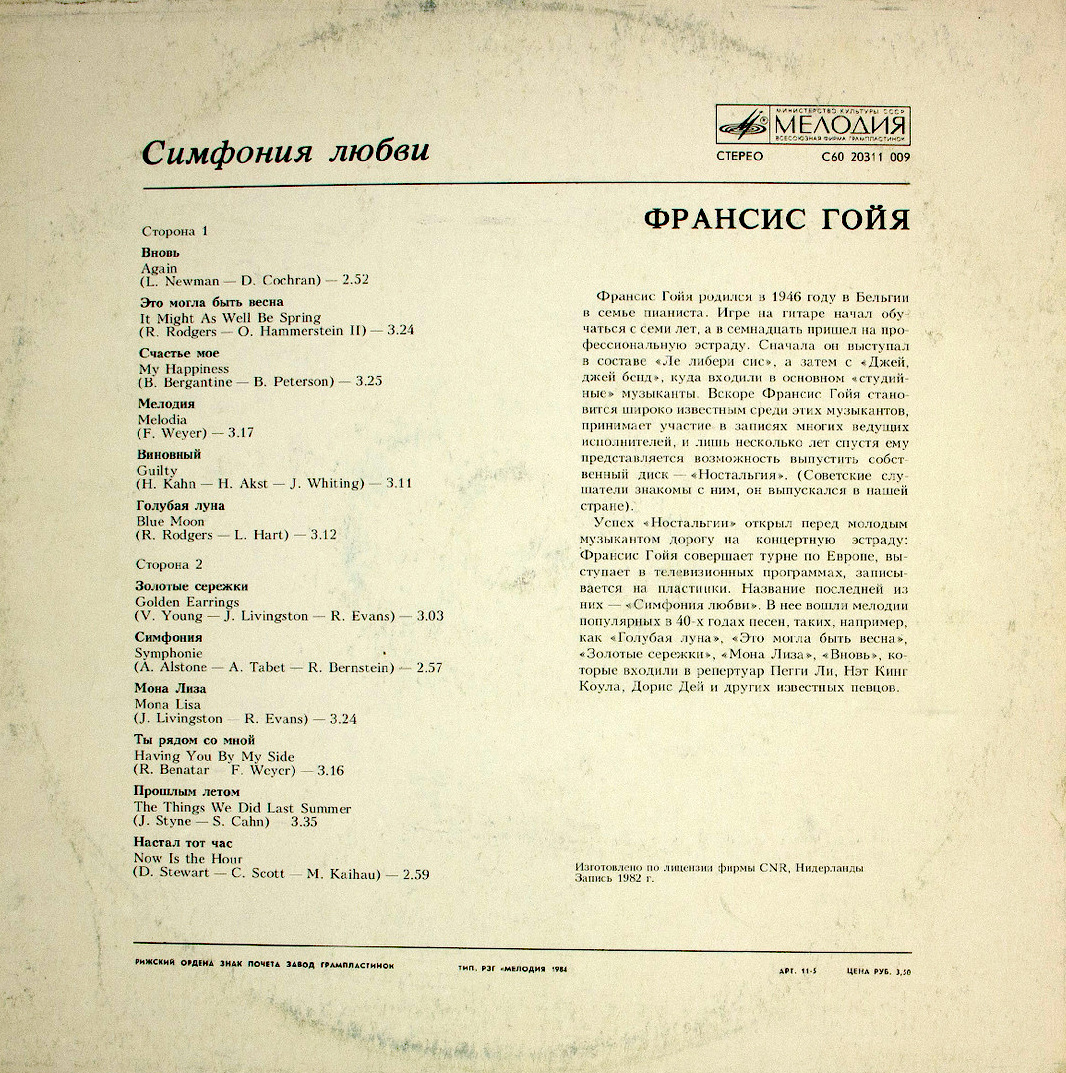 Симфония любви
МИНИСТЕРСТВО КУЛЬТУРЫ СССР
МЕЛОДИЯ
ВСЕСОЮЗНАЯ ФИРМА ГРАМПЛАСТИНОК
СТЕРЕО С60 20311 009
ФРАНСИС ГОЙЯ
Сторона 1
Вновь
Again
(L. Newman — D. Cochran) — 2.52
Это могла быть весна
It Might As Well Be Spring
(R. Rodgers — O. Hammerstein II) — 3.24
Счастье мое
My Happiness
(B. Bergantine — B. Peterson) — 3.25
Мелодия
Melodia
(F. Weyer) — 3.17
Виновный
Guilty
(H. Kahn — H. Akst — J. Whiting) — 3.11
Голубая луна
Blue Moon
(R. Rodgers — L. Hart) — 3.12
Сторона 2
Золотые сережки
Golden Earrings
(V. Young — J. Livingston — R. Evans) — 3.03
Симфония
Symphonie
(A. Alstone — A. Tabet — R. Bernstein) — 2.57
Мона Лиза
Mona Lisa
(J. Livingston — R. Evans) — 3.24
Ты рядом со мной
Having You By My Side
(R. Benatar — F. Weyer) — 3.16
Прошлым летом
The Things We Did Last Summer
(J. Styne — S. Cahn) — 3.35
Настал тот час
Now Is the Hour
(D. Stewart — C. Scott — M. Kaihau) — 2.59
Франсис Гойя родился в 1946 году в Бельгии
в семье пианиста. Игре на гитаре начал обу-
чаться с семи лет, а в семнадцать пришел на про-
фессиональную эстраду. Сначала он выступал
в составе «Ле либери сис», а затем с «Джей,
джей бенд», куда входили в основном «студий-
ные» музыканты. Вскоре Франсис Гойя стано-
вится широко известным среди этих музыкантов,
принимает участие в записях многих ведущих
исполнителей, и лишь несколько лет спустя ему
представляется возможность выпустить собст-
венный диск — «Ностальгия». (Советские слу-
шатели знакомы с ним, он выпускался в нашей
стране).
Успех «Ностальгии» открыл перед молодым
музыкантом дорогу на концертную эстраду:
Франсис Гойя совершает турне по Европе, вы-
ступает в телевизионных программах, записы-
вается на пластинки. Название последней из
них — «Симфония любви». В нее вошли мелодии
популярных в 40-х годах песен, таких, например,
как «Голубая луна», «Это могла быть весна»,
«Золотые сережки», «Мона Лиза», «Вновь», ко-
торые входили в репертуар Пегги Ли, Нэт Кинг
Коула, Дорис Дей и других известных певцов.
Изготовлено по лицензии фирмы CNR, Нидерланды
Запись 1982 г.
РИЖСКИЙ ОРДЕНА ЗНАК ПОЧЕТА ЗАВОД ГРАМПЛАСТИНОК ТИП. РЗГ «МЕЛОДИЯ 1984 АРТ. 11-5 ЦЕНА РУБ. 3,50